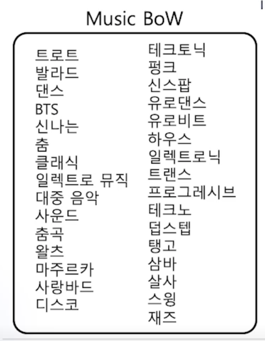 Music BoW
트로트
발라드
댄스
BTS
신나는
춤
클래식
일렉트로 뮤직
대중 음악
사운드
춤곡
왈츠
마주르카
사랑바드
디스코
테크토닉
펑크
신스팝
유로댄스
유로비트
하우스
일렉트로닉
트랜스
프로그레시브
테크노
덥스텝
탱고
삼바
살사
스윙
재즈